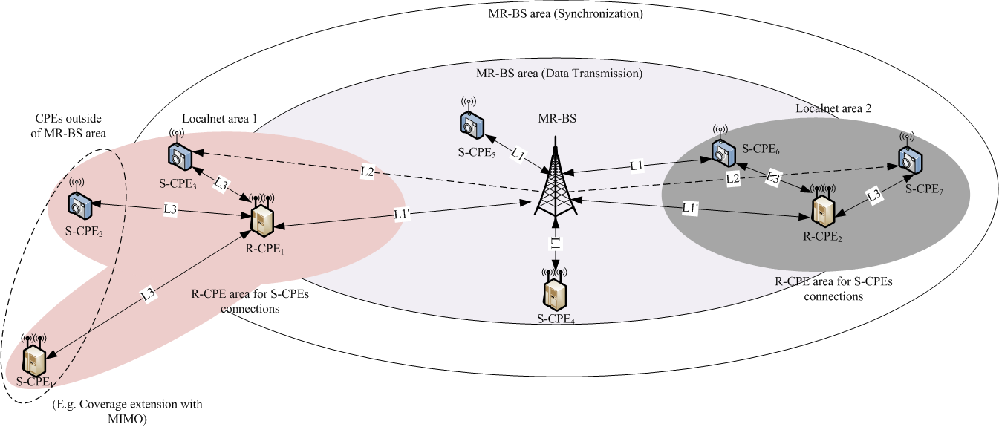 MR-BS area (Synchronization)
MR-BS area (Data Transmission)
CPEs outside
of MR-BS area
Localnet area 1
MR-BS
Localnet area 2
S-CPE5
S-CPE6
S-CPE3
S-CPE7
L1
L1
L2
L2
L3
L3
L3
L3
L1'
L1'
S-CPE2
R-CPE1
R-CPE2
L1
L3
R-CPE area for S-CPEs
connections
R-CPE area for S-CPEs
connections
S-CPE4
S-CPE1
(E.g. Coverage extension with
MIMO)